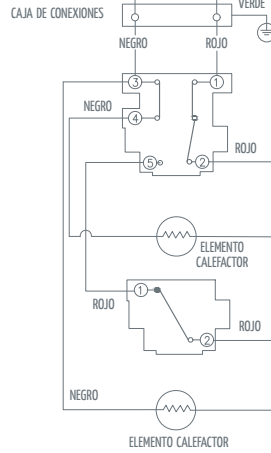 VERDE
CAJA DE CONEXIONES
NEGRO ROJO
3 1
NEGRO
4
ROJO
5 2
ELEMENTO
CALEFACTOR
1
ROJO
ROJO
2
NEGRO
ELEMENTO CALEFACTOR